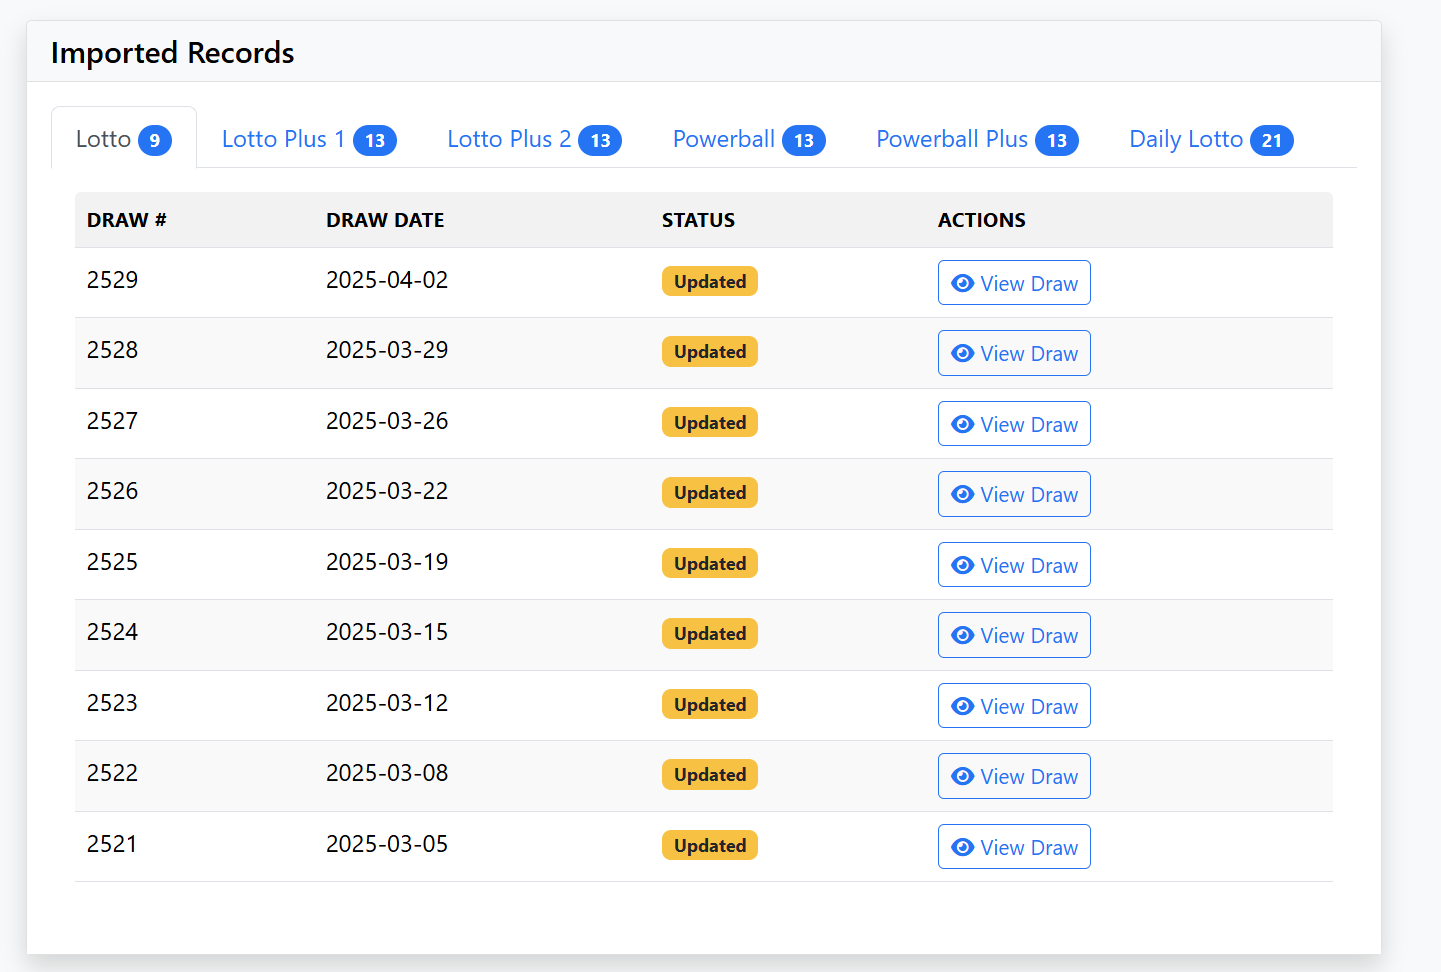 Imported Records
Lotto 9 Lotto Plus 1 13 Lotto Plus 2 13 Powerball 13 Powerball Plus 13 Daily Lotto 21
DRAW # DRAW DATE STATUS ACTIONS
2529 2025-04-02 Updated View Draw
2528 2025-03-29 Updated View Draw
2527 2025-03-26 Updated View Draw
2526 2025-03-22 Updated View Draw
2525 2025-03-19 Updated View Draw
2524 2025-03-15 Updated View Draw
2523 2025-03-12 Updated View Draw
2522 2025-03-08 Updated View Draw
2521 2025-03-05 Updated View Draw